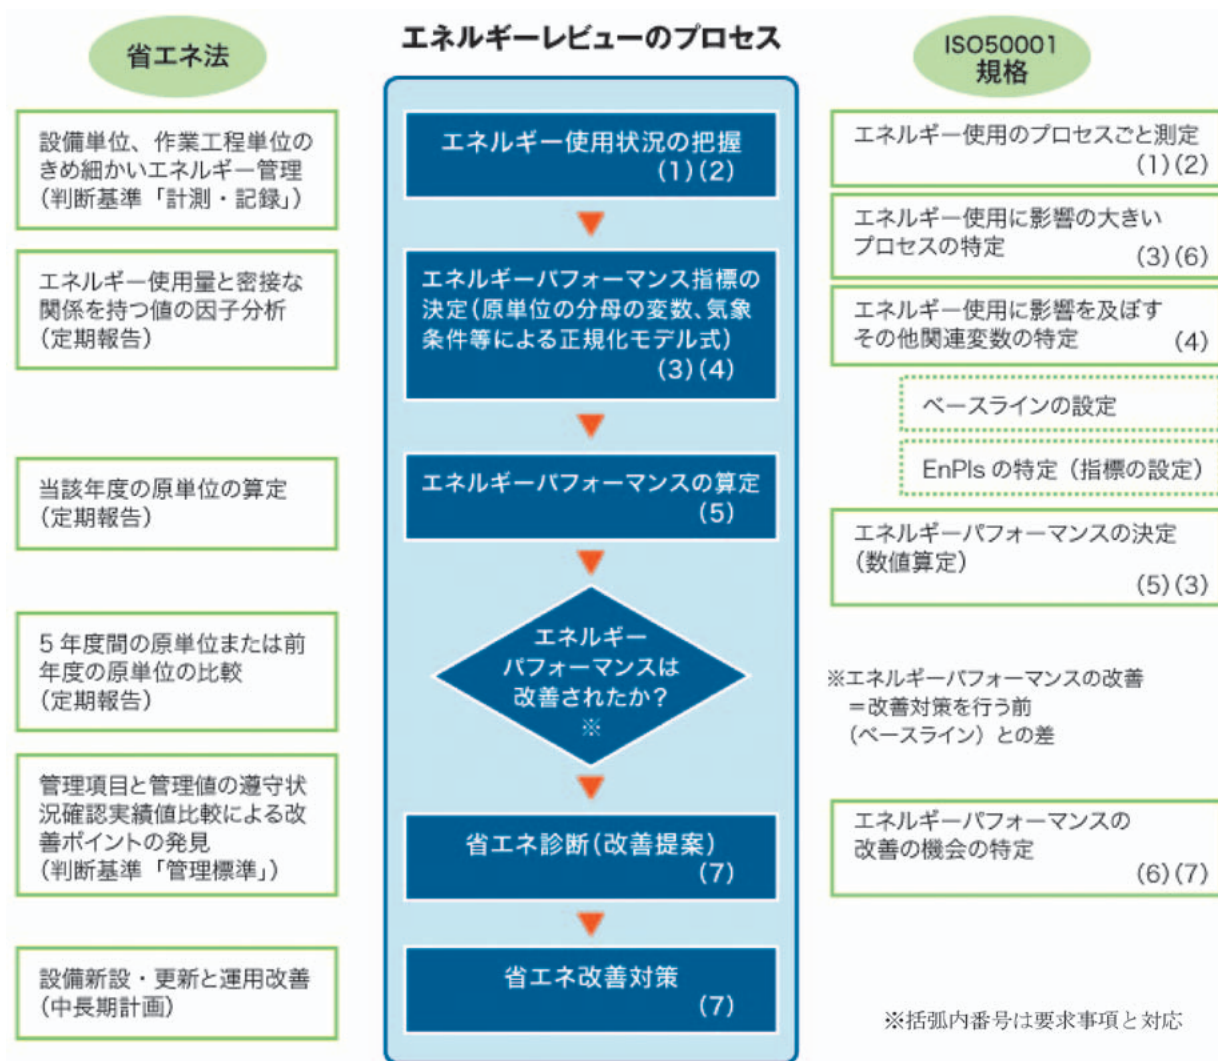 エネルギーレビューのプロセス
省エネ法
設備単位、作業工程単位の
きめ細かいエネルギー管理
(判断基準「計測・記録」)
エネルギー使用量と密接な
関係を持つ値の因子分析
(定期報告)
当該年度の原単位の算定
(定期報告)
5 年度間の原単位または前
年度の原単位の比較
(定期報告)
管理項目と管理値の遵守状
況確認実績値比較による改
善ポイントの発見
(判断基準「管理標準」)
設備新設・更新と運用改善
(中長期計画)
エネルギー使用状況の把握
(1)(2)
エネルギーパフォーマンス指標の
決定(原単位の分母の変数、気象
条件等による正規化モデル式)
(3)(4)
エネルギーパフォーマンスの算定
(5)
エネルギー
パフォーマンスは
改善されたか?
※
省エネ診断(改善提案)
(7)
省エネ改善対策
(7)
ISO50001
規格
エネルギー使用のプロセスごと測定
(1)(2)
エネルギー使用に影響の大きい
プロセスの特定
(3)(6)
エネルギー使用に影響を及ぼす
その他関連変数の特定 (4)
ベースラインの設定
EnPIs の特定(指標の設定)
エネルギーパフォーマンスの決定
(数値算定)
(5)(3)
※エネルギーパフォーマンスの改善
=改善対策を行う前
(ベースライン)との差
エネルギーパフォーマンスの
改善の機会の特定
(6)(7)
※括弧内番号は要求事項と対応